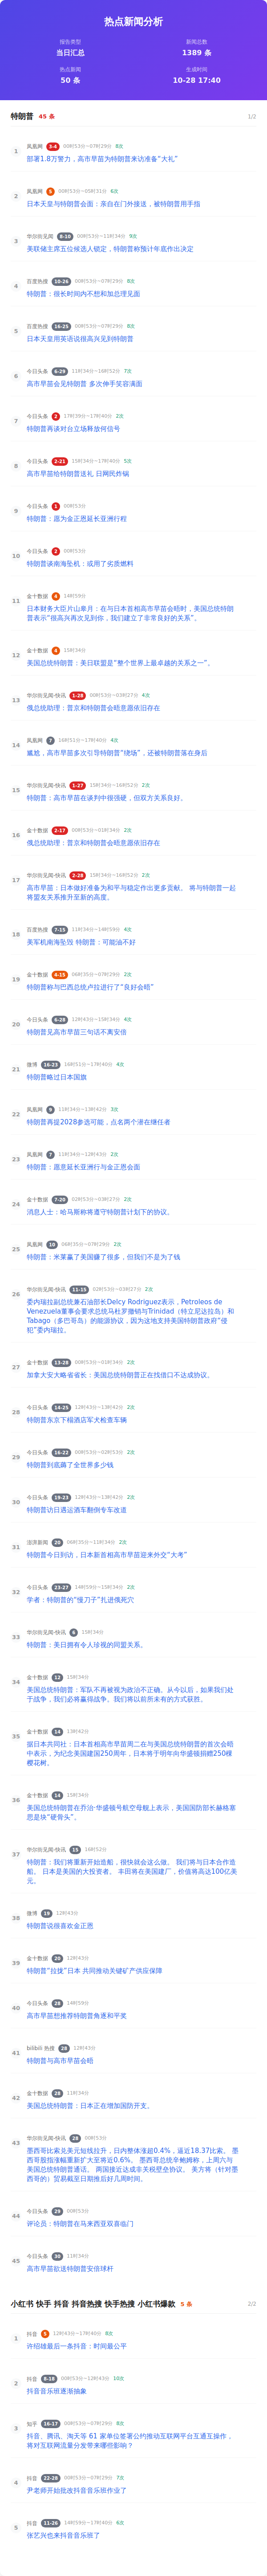 热点新闻分析
报告类型
新闻总数
当日汇总
1389 条
热点新闻
生成时间
50 条
10-28 17:40
特朗普 45 条
1/2
1
凤凰网 3-4 00时53分~07时29分 8次
部署1.8万警力，高市早苗为特朗普来访准备“大礼”
2
凤凰网 5 00时53分~05时31分 6次
日本天皇与特朗普会面：亲自在门外接送，被特朗普用手指
3
华尔街见闻 8-10 00时53分~12时34分 9次
美联储主席五位候选人锁定，特朗普称预计年底作出决定
4
百度热搜 10-26 00时53分~07时29分 8次
特朗普：很长时间内不想和加总理见面
5
百度热搜 16-25 00时53分~07时29分 8次
日本天皇用英语说很高兴见到特朗普
6
今日头条 6-29 11时34分~16时52分 7次
高市早苗会见特朗普 多次伸手笑容满面
7
今日头条 2 17时39分~17时40分 2次
特朗普再谈对台立场释放何信号
8
今日头条 2-21 15时34分~17时40分 5次
高市早苗给特朗普送礼 日网民炸锅
9
今日头条 1 00时53分
特朗普：愿为金正恩延长亚洲行程
10
今日头条 2 00时53分
特朗普谈南海坠机：或用了劣质燃料
11
金十数据 4 14时59分
日本财务大臣片山皋月：在与日本首相高市早苗会晤时，美国总统特朗
普表示“很高兴再次见到你，我们建立了非常良好的关系”。
12
金十数据 4 15时34分
美国总统特朗普：美日联盟是“整个世界上最卓越的关系之一”。
13
华尔街见闻-快讯 1-28 00时53分~03时27分 4次
俄总统助理：普京和特朗普会晤意愿依旧存在
14
凤凰网 7 16时51分~17时40分 4次
尴尬，高市早苗多次引导特朗普“绕场”，还被特朗普落在身后
15
华尔街见闻-快讯 1-27 15时34分~16时52分 2次
特朗普：高市早苗在谈判中很强硬，但双方关系良好。
16
金十数据 2-17 00时53分~01时34分 2次
俄总统助理：普京和特朗普会晤意愿依旧存在
17
华尔街见闻-快讯 2-28 15时34分~16时52分 2次
高市早苗：日本做好准备为和平与稳定作出更多贡献。 将与特朗普一起
将盟友关系推升至新的高度。
18
百度热搜 7-15 11时34分~14时59分 4次
美军机南海坠毁 特朗普：可能油不好
19
金十数据 4-15 06时35分~07时29分 2次
特朗普称与巴西总统卢拉进行了“良好会晤”
20
今日头条 6-28 12时43分~15时34分 4次
特朗普见高市早苗三句话不离安倍
21
微博 16-23 16时51分~17时40分 4次
特朗普略过日本国旗
22
凤凰网 9 11时34分~13时42分 3次
特朗普再提2028参选可能，点名两个潜在继任者
23
凤凰网 7 11时34分~12时43分 2次
特朗普：愿意延长亚洲行与金正恩会面
24
金十数据 7-20 02时53分~03时27分 2次
消息人士：哈马斯称将遵守特朗普计划下的协议。
25
凤凰网 10 06时35分~07时29分 2次
特朗普：米莱赢了美国赚了很多，但我们不是为了钱
26
华尔街见闻-快讯 11-15 02时53分~03时27分 2次
委内瑞拉副总统兼石油部长Delcy Rodriguez表示，Petroleos de
Venezuela董事会要求总统马杜罗撤销与Trinidad（特立尼达拉岛）和
Tabago（多巴哥岛）的能源协议，因为这地支持美国特朗普政府“侵
犯”委内瑞拉。
27
金十数据 13-28 00时53分~01时34分 2次
加拿大安大略省省长：美国总统特朗普正在找借口不达成协议。
28
今日头条 14-25 12时43分~13时42分 2次
特朗普东京下榻酒店军犬检查车辆
29
今日头条 16-22 00时53分~02时53分 2次
特朗普到底薅了全世界多少钱
30
今日头条 19-23 12时43分~13时42分 2次
特朗普访日遇运酒车翻倒专车改道
31
澎湃新闻 20 06时35分~11时34分 2次
特朗普今日到访，日本新首相高市早苗迎来外交“大考”
32
今日头条 23-27 14时59分~15时34分 2次
学者：特朗普的“慢刀子”扎进俄死穴
33
华尔街见闻-快讯 6 15时34分
特朗普：美日拥有令人珍视的同盟关系。
34
金十数据 12 15时34分
美国总统特朗普：军队不再被视为政治不正确。从今以后，如果我们处
于战争，我们必将赢得战争。我们将以前所未有的方式获胜。
35
金十数据 14 13时42分
据日本共同社：日本首相高市早苗周二在与美国总统特朗普的首次会晤
中表示，为纪念美国建国250周年，日本将于明年向华盛顿捐赠250棵
樱花树。
36
金十数据 14 15时34分
美国总统特朗普在乔治·华盛顿号航空母舰上表示，美国国防部长赫格塞
思是块“硬骨头”。
37
华尔街见闻-快讯 15 16时52分
特朗普：我们将重新开始造船，很快就会这么做。 我们将与日本合作造
船。 日本是美国的大投资者。 丰田将在美国建厂，价值将高达100亿美
元。
38
微博 19 12时43分
特朗普说很喜欢金正恩
39
金十数据 20 12时43分
特朗普“拉拢”日本 共同推动关键矿产供应保障
40
今日头条 28 14时59分
高市早苗想推荐特朗普角逐和平奖
41
bilibili 热搜 28 12时43分
特朗普与高市早苗会晤
42
金十数据 28 11时34分
美国总统特朗普：日本正在增加国防开支。
43
华尔街见闻-快讯 28 00时53分
墨西哥比索兑美元短线拉升，日内整体涨超0.4%，逼近18.37比索。 墨
西哥股指涨幅重新扩大至将近0.6%。 墨西哥总统辛鲍姆称，上周六与
美国总统特朗普通话。 两国接近达成非关税壁垒协议。 美方将（针对墨
西哥的）贸易截至日期推后好几周时间。
44
今日头条 29 00时53分
评论员：特朗普在马来西亚双喜临门
45
今日头条 30 11时34分
高市早苗欲送特朗普安倍球杆
小红书 快手 抖音 抖音热搜 快手热搜 小红书爆款 5 条
2/2
1
抖音 5 12时43分~17时40分 8次
许绍雄最后一条抖音：时间最公平
2
抖音 8-18 00时53分~12时43分 10次
抖音音乐班逐渐抽象
3
知乎 16-17 00时53分~07时29分 8次
抖音、腾讯、淘天等 61 家单位签署公约推动互联网平台互通互操作，
将对互联网流量分发带来哪些影响？
4
抖音 22-28 00时53分~07时29分 7次
尹老师开始批改抖音音乐班作业了
5
抖音 11-26 14时59分~17时40分 6次
张艺兴也来抖音音乐班了